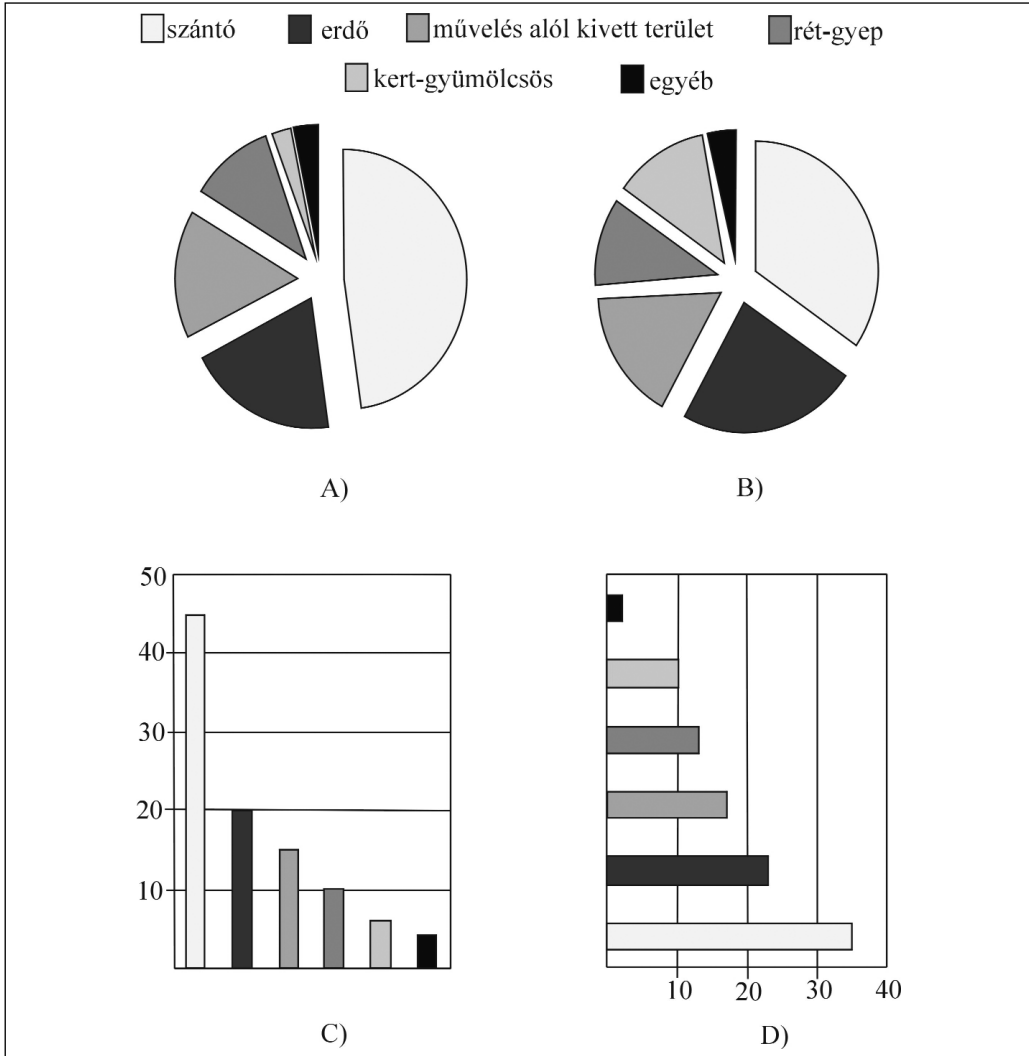 szántó erdő művelés alól kivett terület rét-gyep
kert-gyümölcsös egyéb
A) B)
50
40
30
20
10
10 20 30 40
C) D)